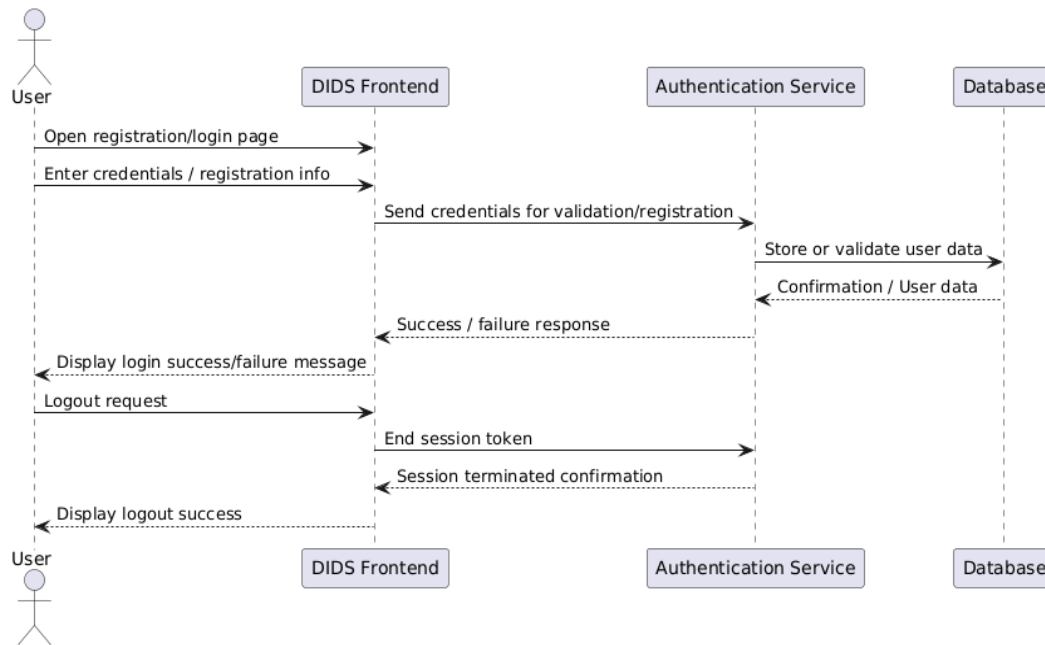 User
DIDS Frontend
Authentication Service
Database
Open registration/login page
Enter credentials / registration info
Send credentials for validation/registration
Store or validate user data
Confirmation / User data
Success / failure response
Display login success/failure message
Logout request
End session token
Session terminated confirmation
Display logout success
User
DIDS Frontend
Authentication Service
Database